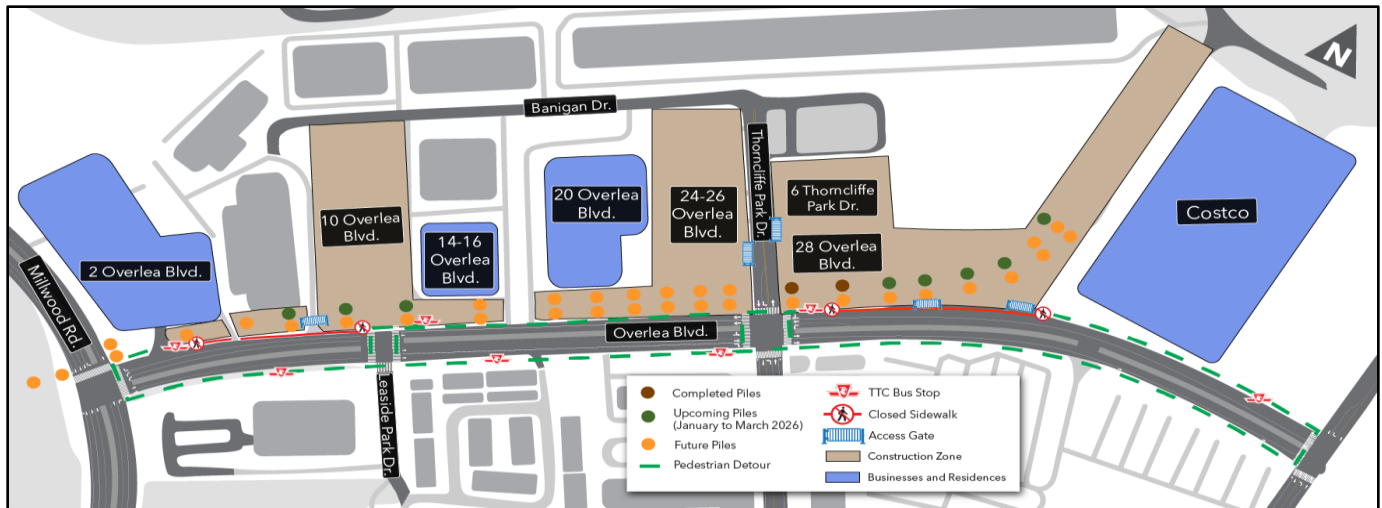 N
Banigan Dr.
Thorncliffe Park Dr.
20 Overlea
Blvd.
24-26
Overlea
Blvd.
6 Thorncliffe
Park Dr.
Costco
10 Overlea
Blvd.
14-16
Overlea
Blvd.
28 Overlea
Blvd.
2 Overlea Blvd.
Millwood Rd.
Overlea Blvd.
Leaside Park Dr.
Completed Piles
Upcoming Piles
(January to March 2026)
Future Piles
Pedestrian Detour
TTC Bus Stop
Closed Sidewalk
Access Gate
Construction Zone
Businesses and Residences